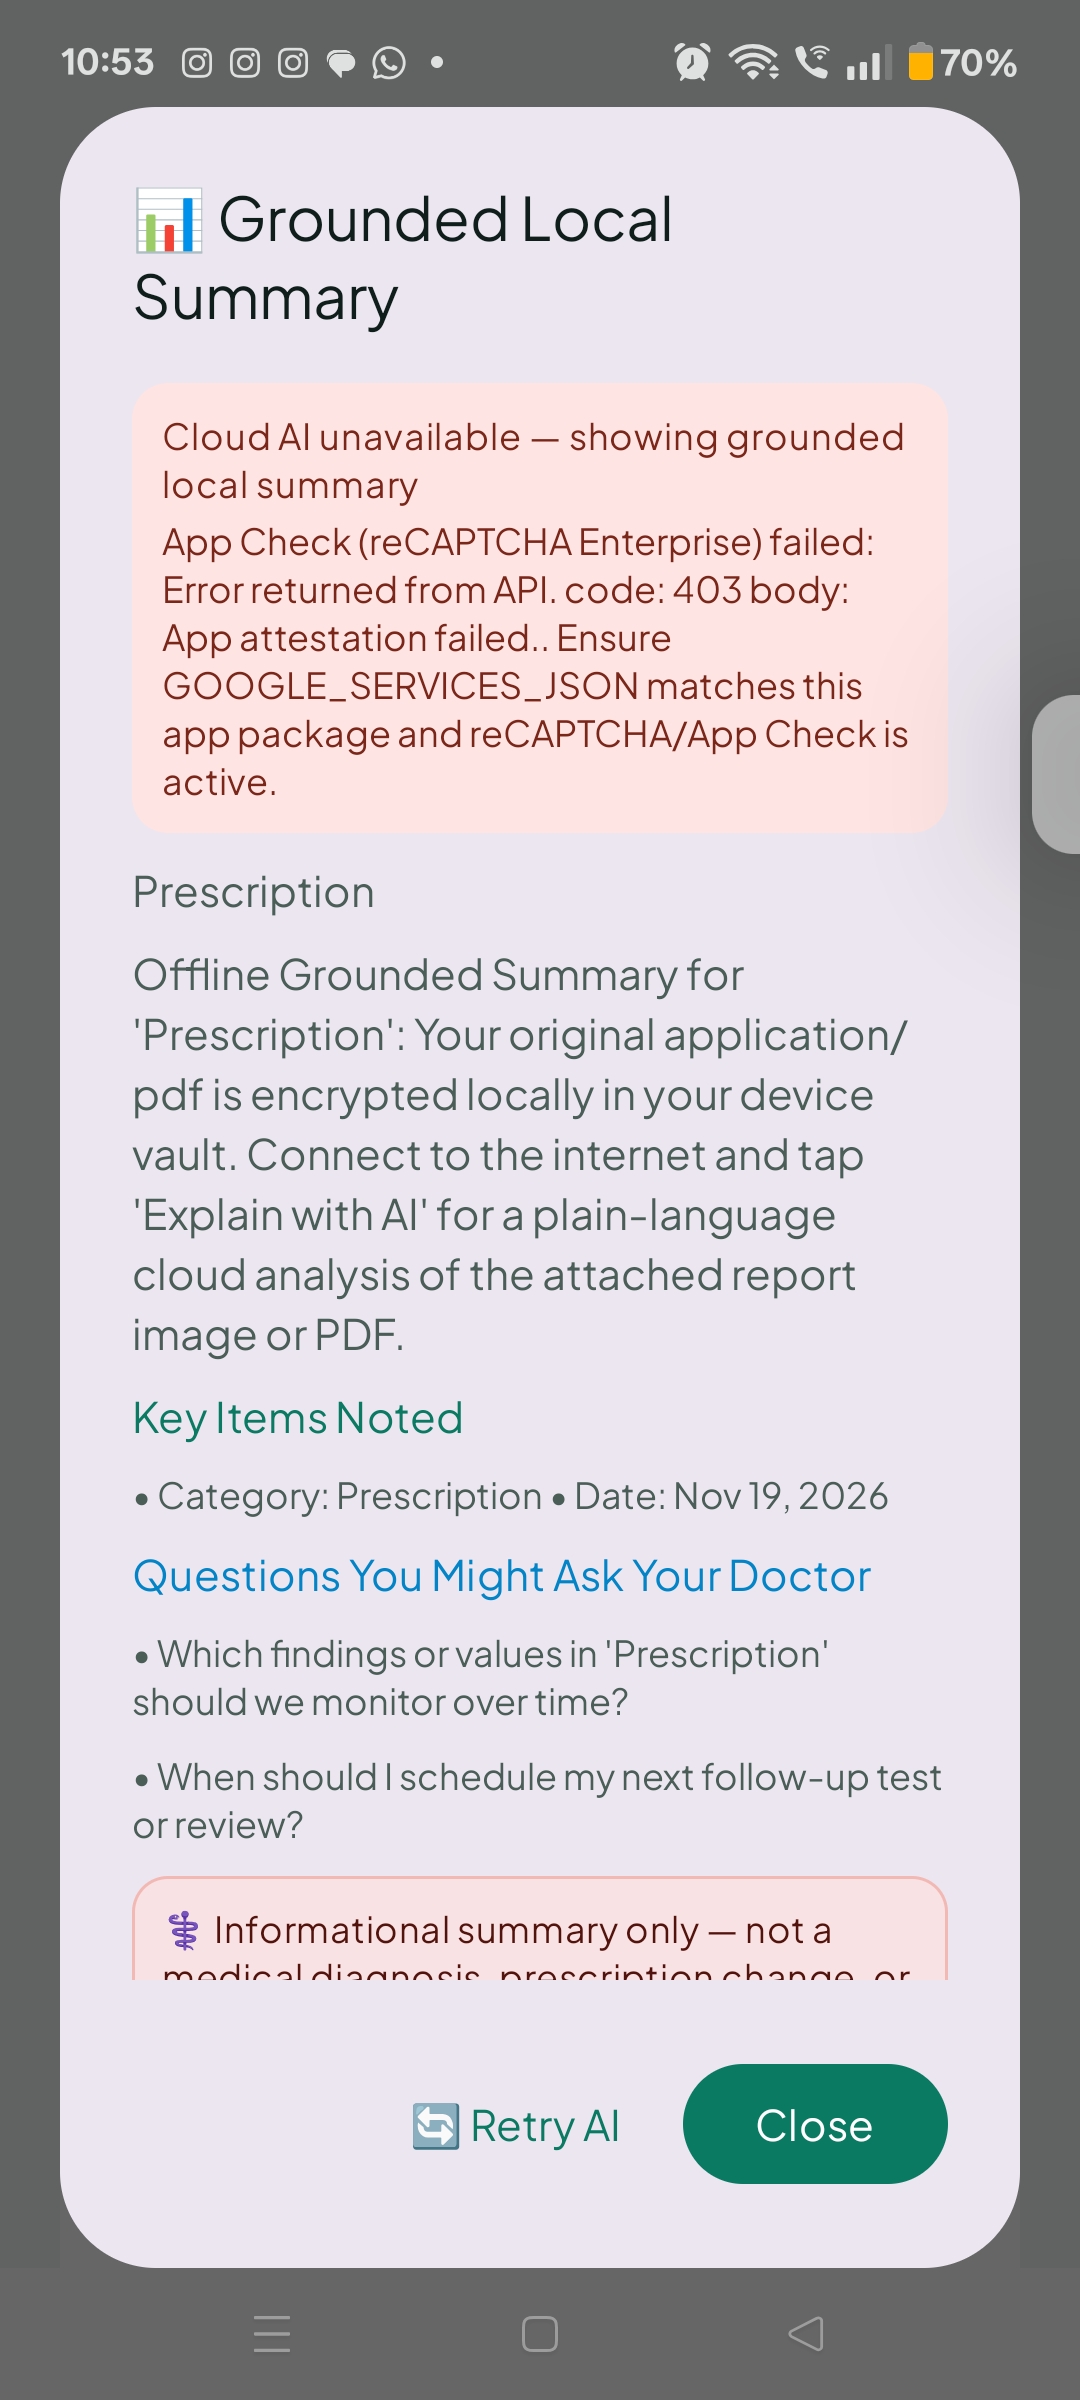 10:53
70%
Grounded Local
Summary
Cloud AI unavailable — showing grounded
local summary
App Check (reCAPTCHA Enterprise) failed:
Error returned from API. code: 403 body:
App attestation failed.. Ensure
GOOGLE_SERVICES_JSON matches this
app package and reCAPTCHA/App Check is
active.
Prescription
Offline Grounded Summary for
'Prescription': Your original application/
pdf is encrypted locally in your device
vault. Connect to the internet and tap
'Explain with AI' for a plain-language
cloud analysis of the attached report
image or PDF.
Key Items Noted
• Category: Prescription • Date: Nov 19, 2026
Questions You Might Ask Your Doctor
• Which findings or values in 'Prescription'
should we monitor over time?
• When should I schedule my next follow-up test
or review?
Informational summary only — not a
medical diagnosis, prescription change, or
Retry AI
Close